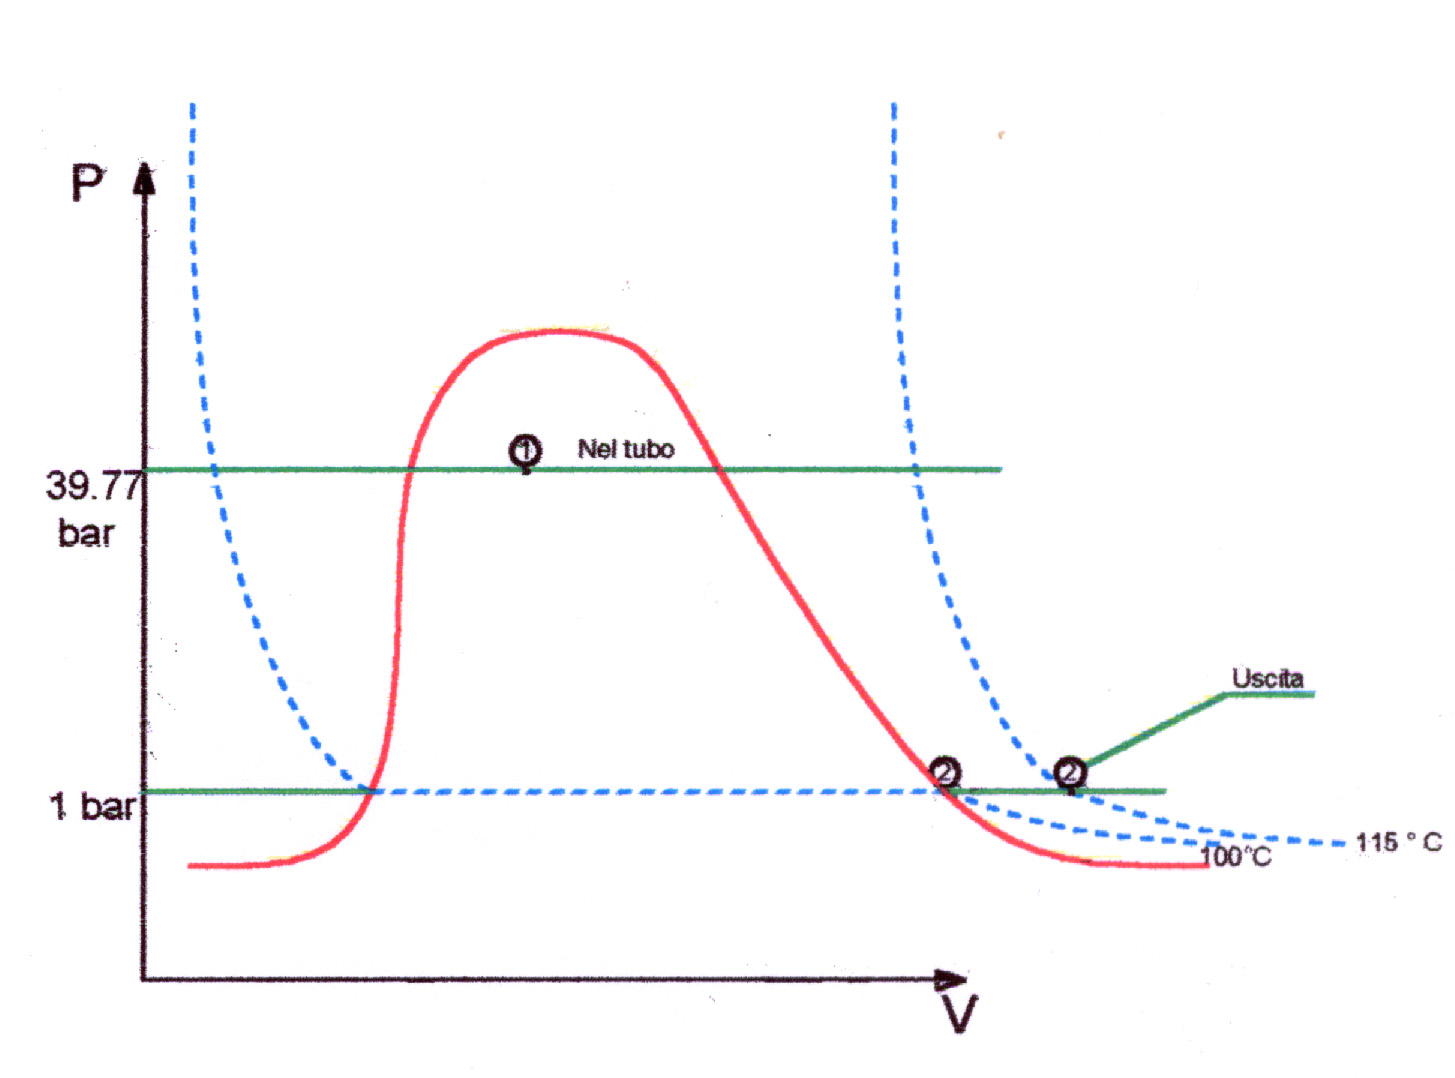 P
1 Nel tubo
39.77
bar
Uscita
2 2
1 bar
115 ° C
100°C
V